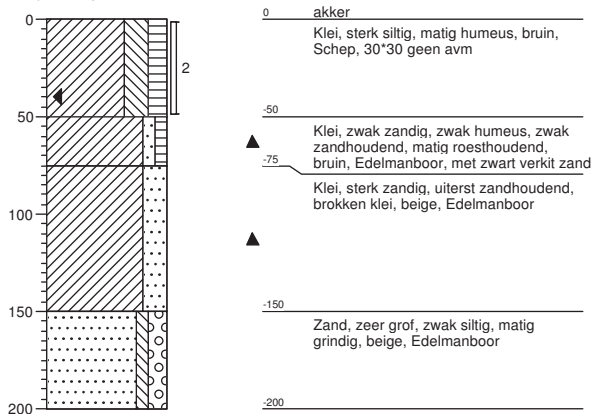 0
50
100
150
200
2
0
akker
Klei, sterk siltig, matig humeus, bruin,
Schep, 30*30 geen avm
-50
Klei, zwak zandig, zwak humeus, zwak
zandhoudend, matig roesthoudend,
bruin, Edelmanboor, met zwart verkit zand
-75
Klei, sterk zandig, uiterst zandhoudend,
brokken klei, beige, Edelmanboor
-150
Zand, zeer grof, zwak siltig, matig
grindig, beige, Edelmanboor
-200